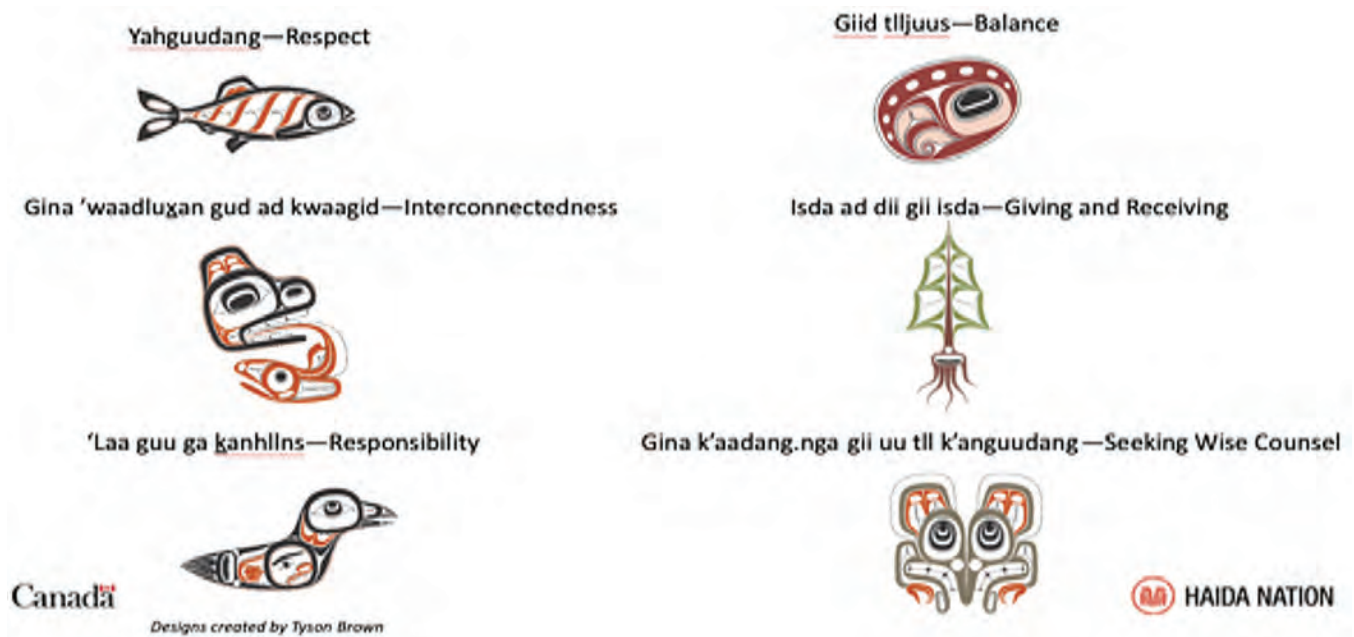 Yahguudang—Respect
Giid tlljuus—Balance
Gina ’waadluxan gud ad kwaagid—Interconnectedness
Isda ad dii gii isda—Giving and Receiving
‘Laa guu ga ḵanhllns—Responsibility
Gina k’aadang.nga gii uu tll k’anguudang—Seeking Wise Counsel
Canada
Designs created by Tyson Brown
HAIDA NATION